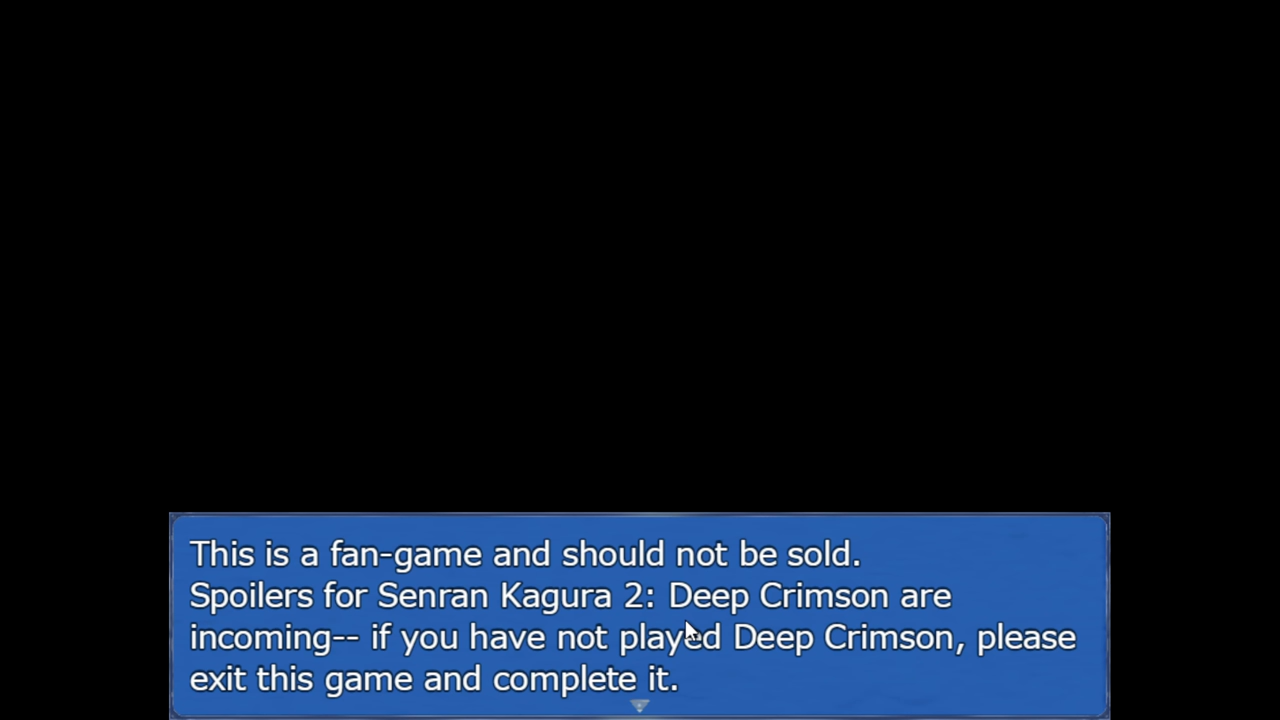 This is a fan-game and should not be sold.
Spoilers for Senran Kagura 2: Deep Crimson are
incoming-- if you have not played Deep Crimson, please
exit this game and complete it.